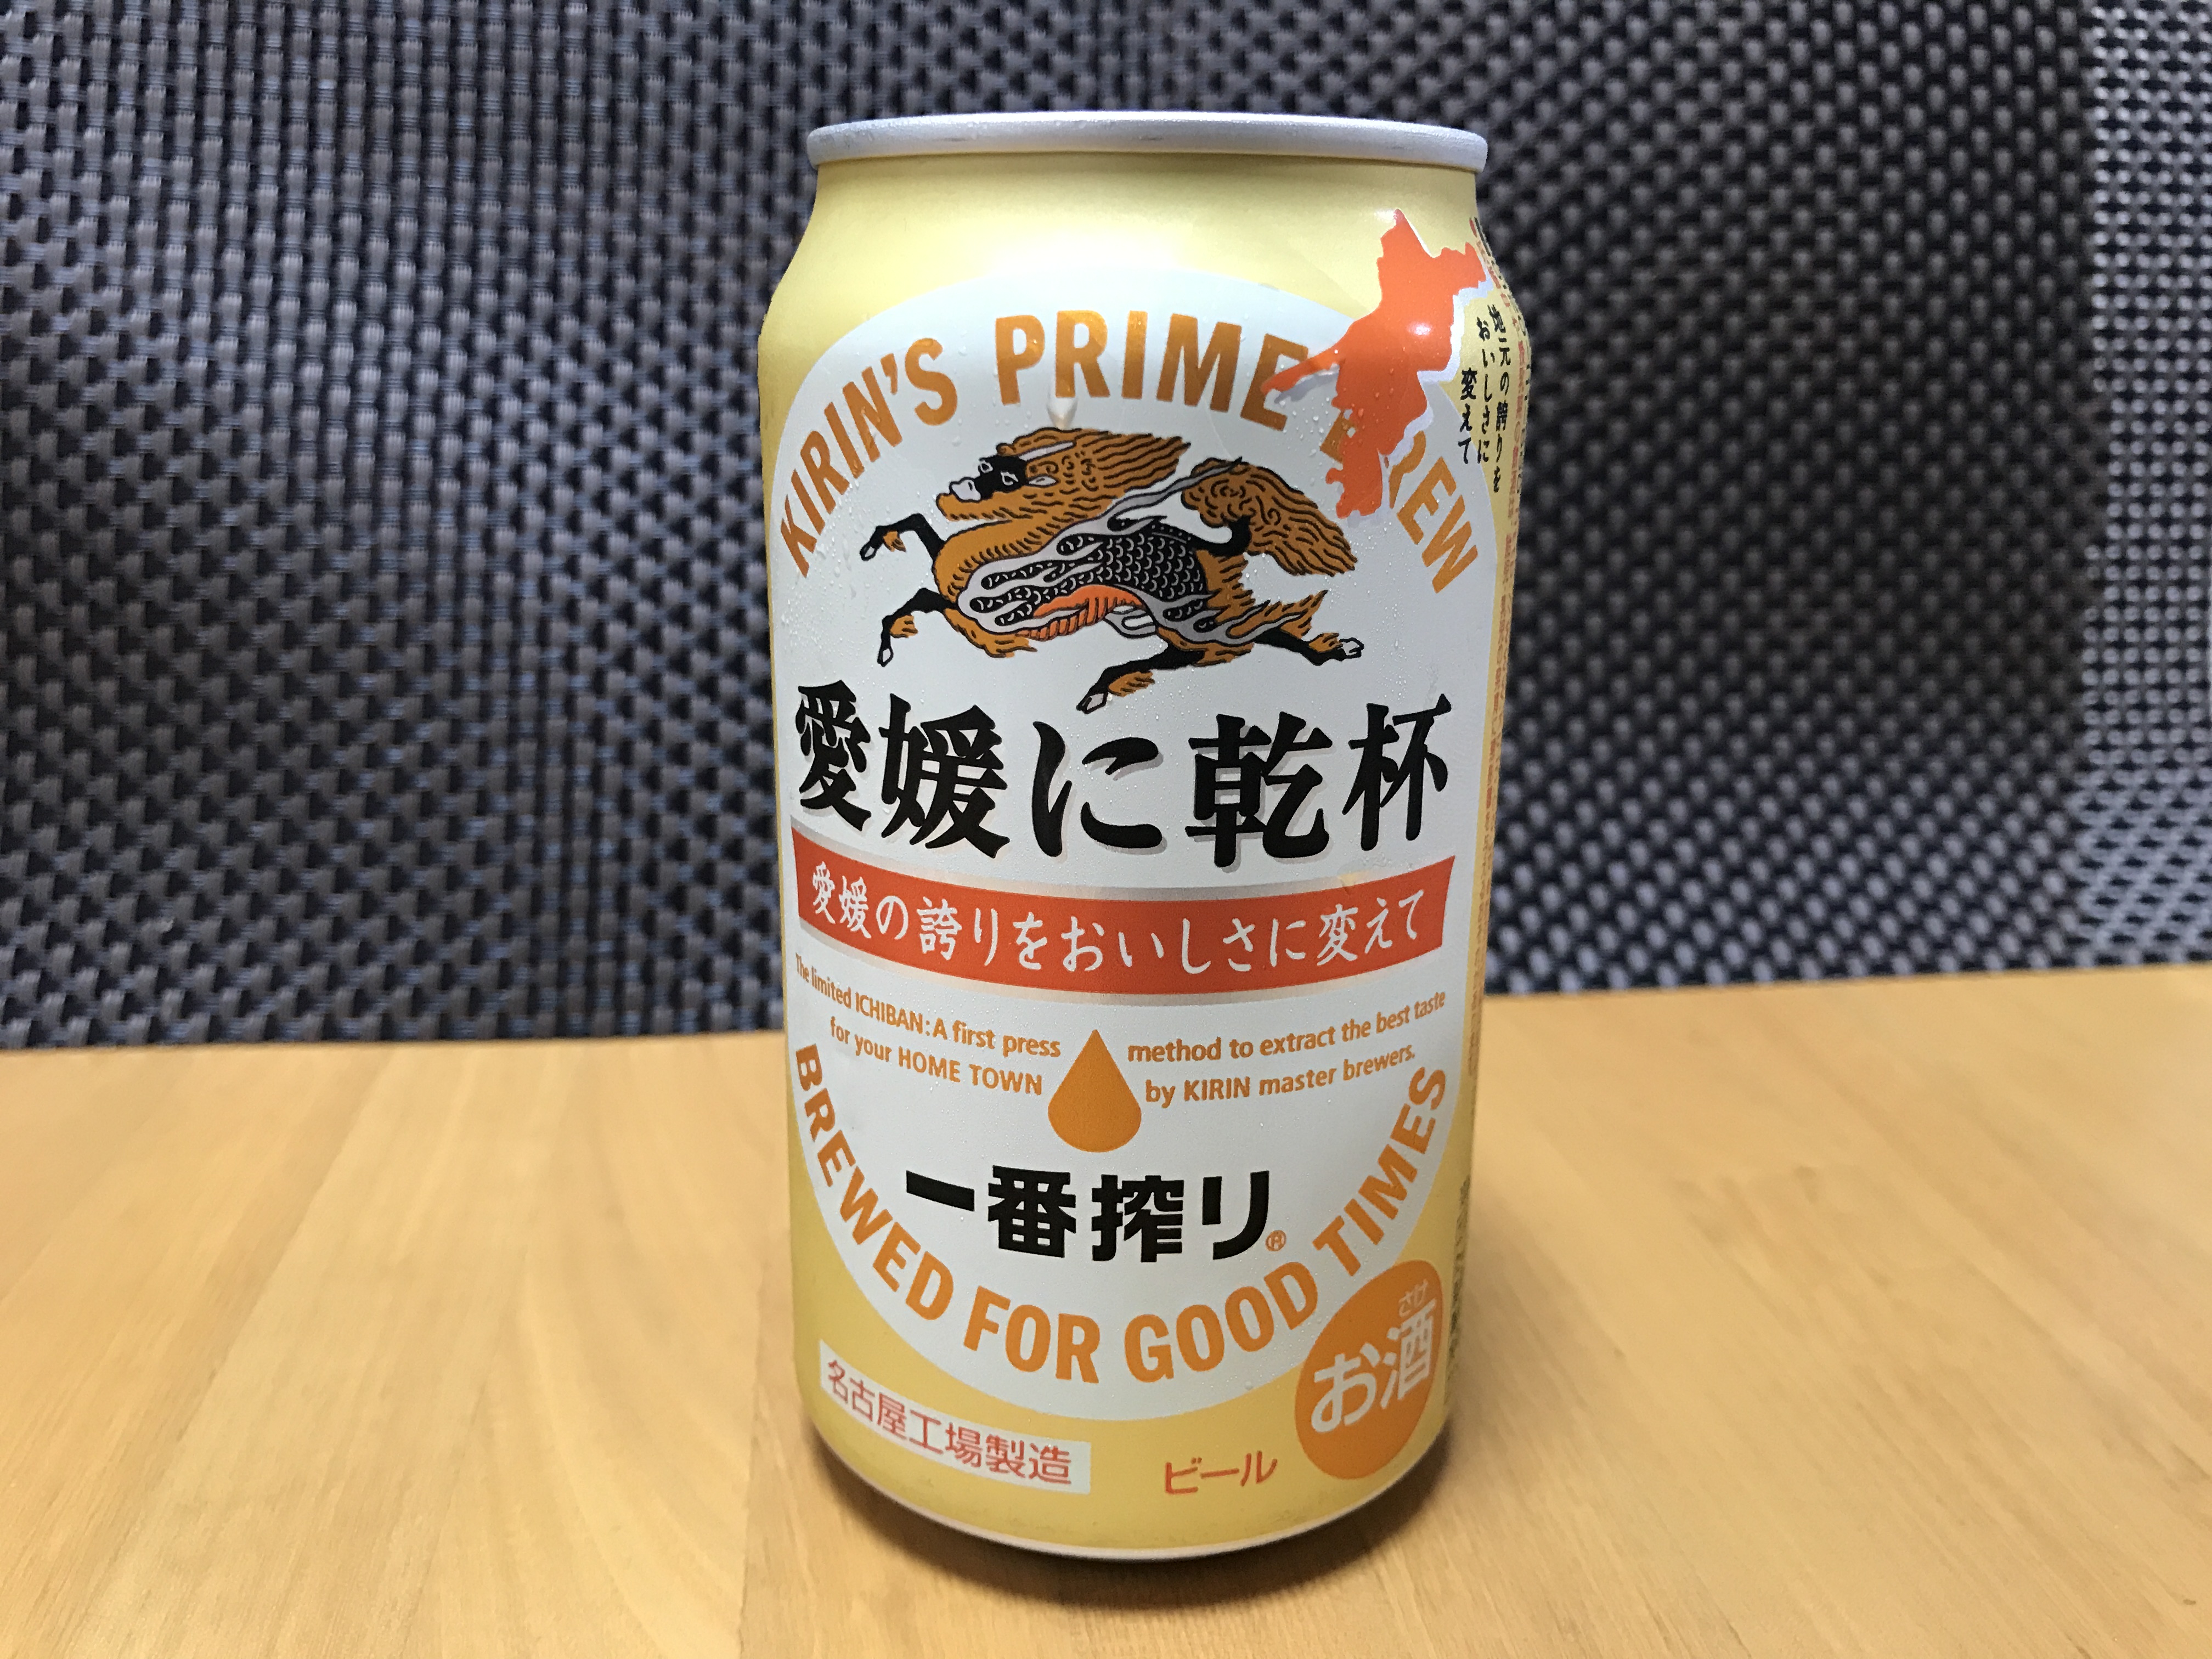 KIRIN'S PRIME BREW
地元の誇りを
おいしさに
変えて
愛媛に乾杯
愛媛の誇りをおいしさに変えて
The limited ICHIBAN: A first press method to extract the best taste
for your HOME TOWN by KIRIN master brewers.
一番搾り®
BREWED FOR GOOD TIMES
さけ
お酒
名古屋工場製造
ビール